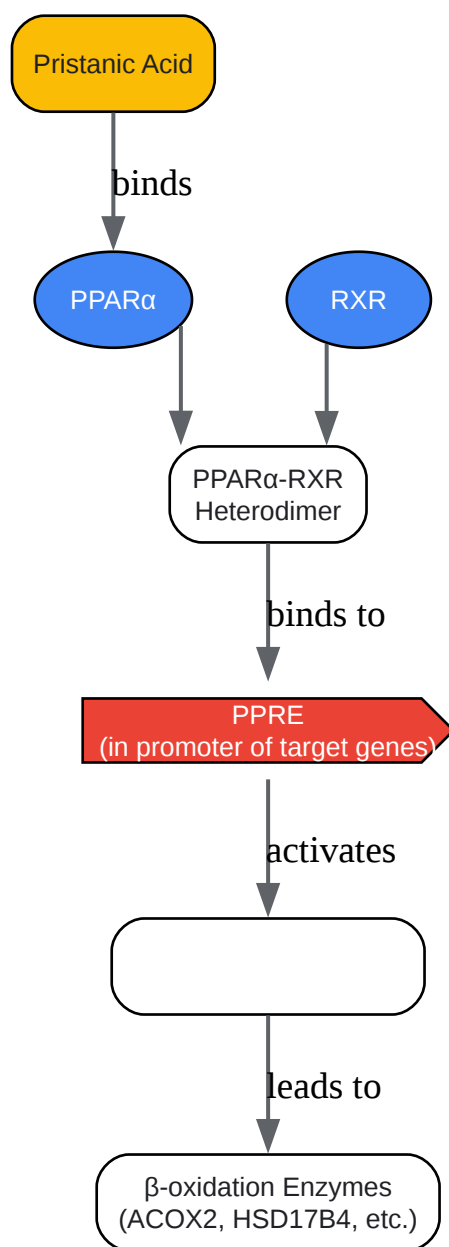 Pristanic Acid
binds
PPARα
RXR
PPARα-RXR
Heterodimer
binds to
PPRE
(in promoter of target genes)
activates
leads to
β-oxidation Enzymes
(ACOX2, HSD17B4, etc.)